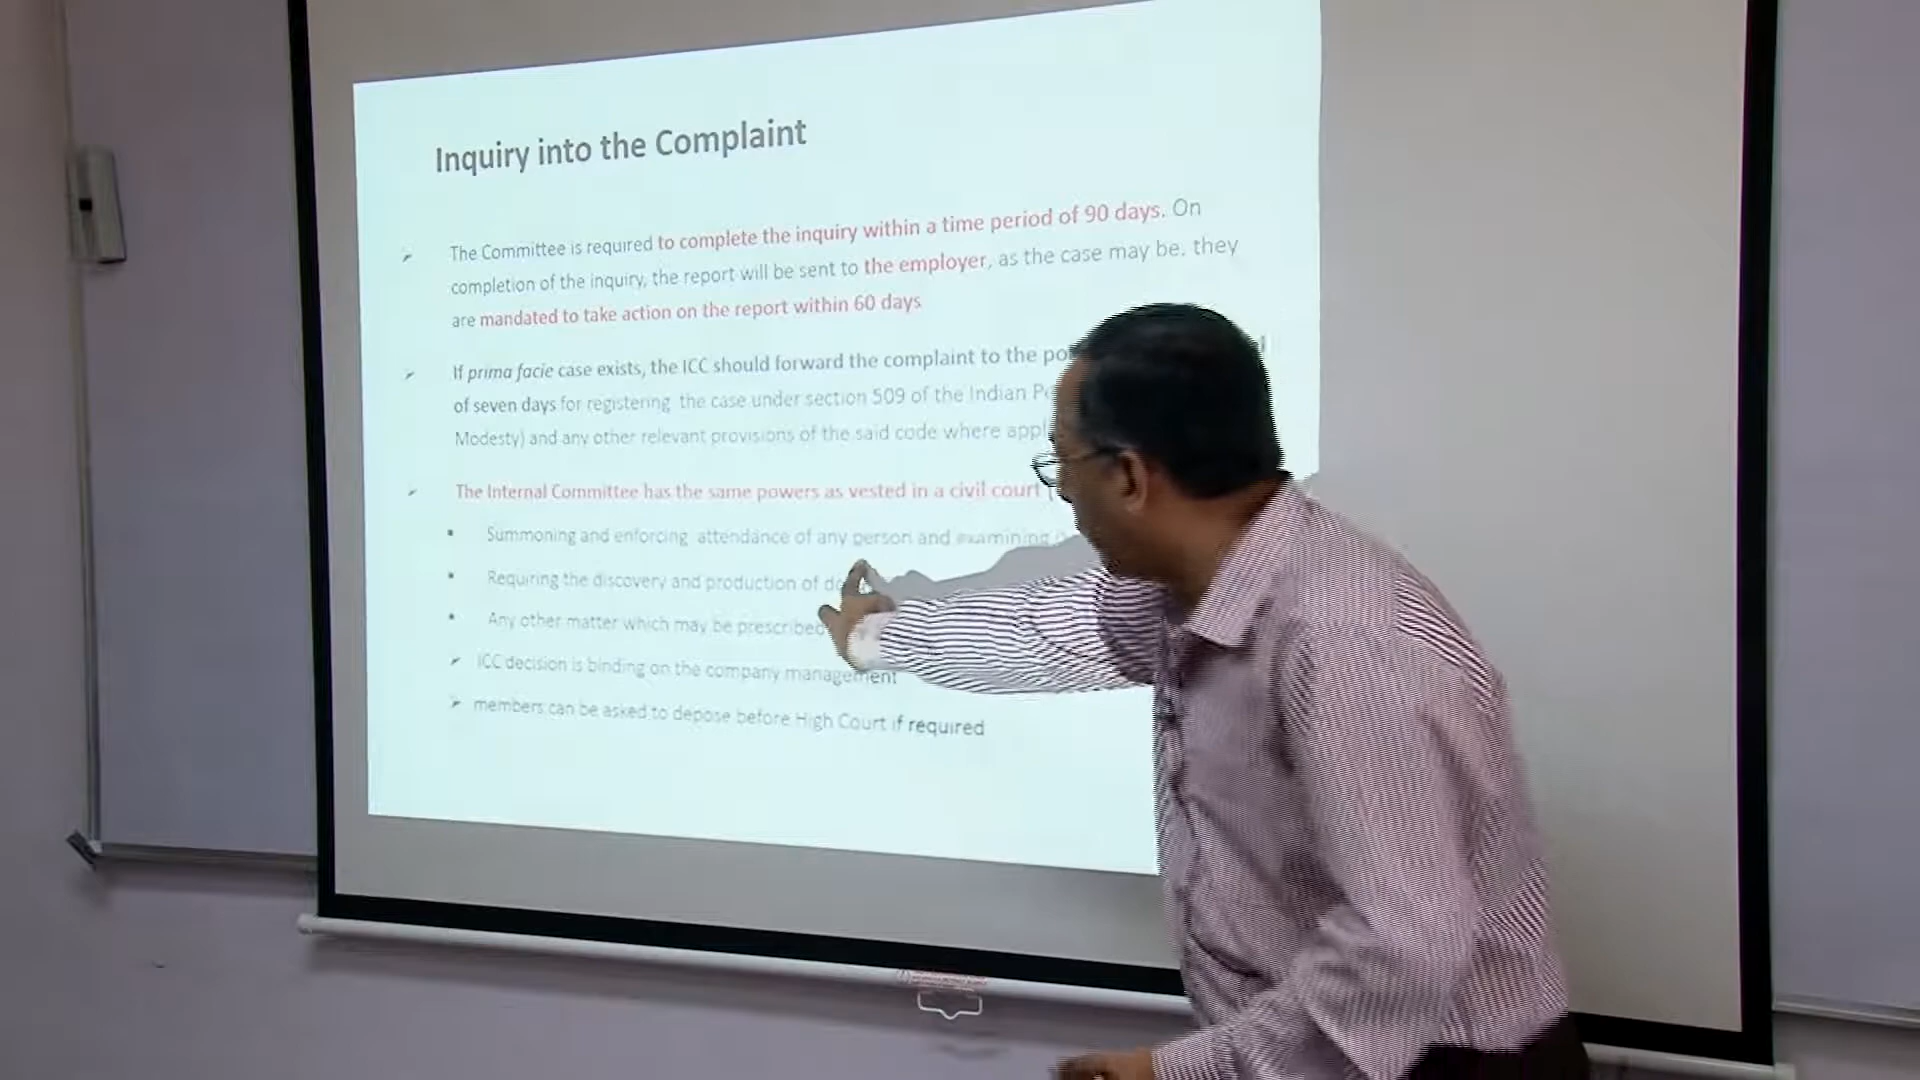 Inquiry into the Complaint
The Committee is required to complete the inquiry within a time period of 90 days. On
completion of the inquiry, the report will be sent to the employer, as the case may be. they
are mandated to take action on the report within 60 days
If prima facie case exists, the ICC should forward the complaint to the
of seven days for registering the case under section 509 of the Indian
Modesty) and any other relevant provisions of the said code where
The Internal Committee has the same powers as vested in a civil court
Summoning and enforcing attendance of any person and examining
Requiring the discovery and production of
Any other matter which may be prescribed
ICC decision is binding on the company management
members can be asked to depose before High Court if required